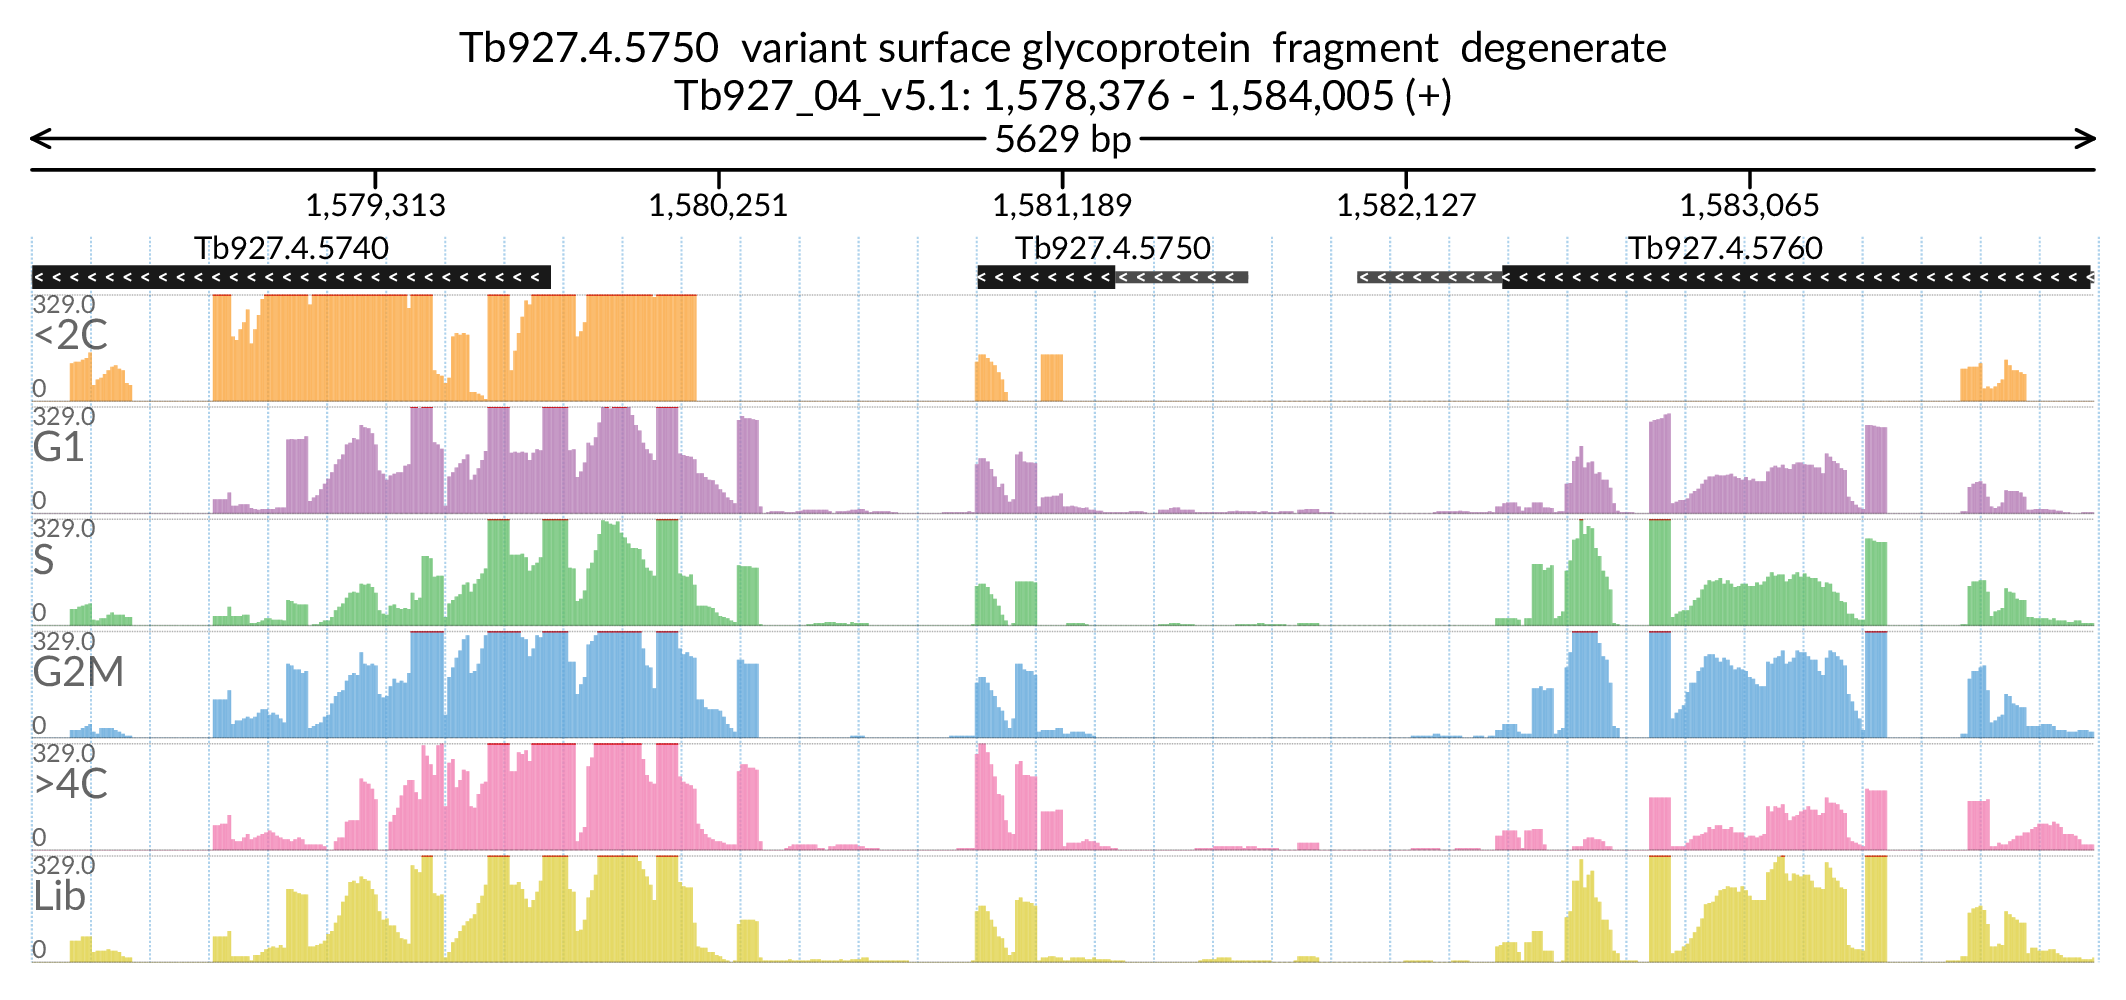 Tb927.4.5750 variant surface glycoprotein fragment degenerate
Tb927_04_v5.1: 1,578,376 - 1,584,005 (+)
5629 bp
1,579,313 1,580,251 1,581,189 1,582,127 1,583,065
Tb927.4.5740 Tb927.4.5750 Tb927.4.5760
329.0
<2C
0
329.0
G1
0
329.0
S
0
329.0
G2M
0
329.0
>4C
0
329.0
Lib
0